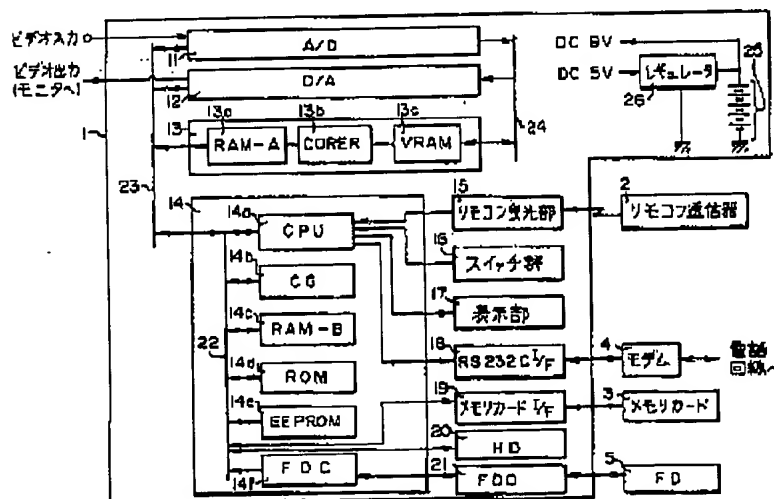 ビデオ入力
A/D
11
ビデオ出力
(モニタへ)
D/A
12
1
13
13a
13b
13c
RAM-A
CORER
VRAM
24
23
DC 9V
DC 5V
レギュレータ
26
25
14
14a
CPU
15
リモコン受光部
2
リモコン送信器
14b
CG
16
スイッチ群
14c
RAM-B
17
表示部
22
14d
ROM
18
RS232C I/F
4
モデム
電話
回線へ
14e
EEPROM
19
メモリカード I/F
3
メモリカード
20
HD
14f
FDC
21
FDD
5
FD